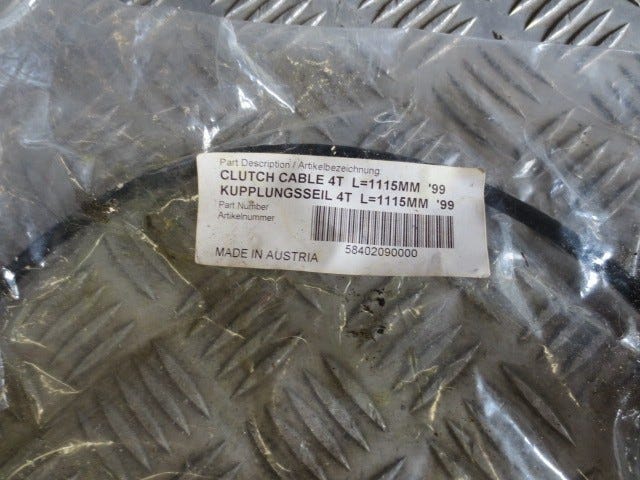 Part Description / Artikelbezeichnung
CLUTCH CABLE 4T L=1115MM '99
KUPPLUNGSSEIL 4T L=1115MM '99
Part Number
Artikelnummer
58402090000
MADE IN AUSTRIA